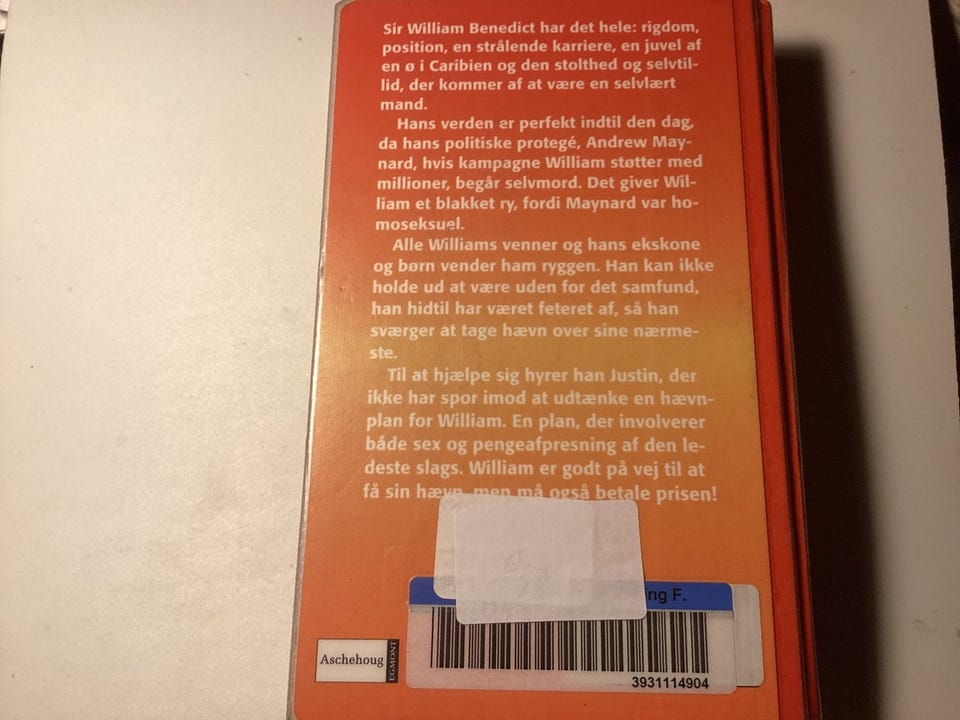 Sir William Benedict har det hele: rigdom,
position, en strålende karriere, en juvel af
en ø i Caribien og den stolthed og selvtil-
lid, der kommer af at være en selvlært
mand.
Hans verden er perfekt indtil den dag,
da hans politiske protegé, Andrew May-
nard, hvis kampagne William støtter med
millioner, begår selvmord. Det giver Wil-
liam et blakket ry, fordi Maynard var ho-
moseksuel.
Alle Williams venner og hans ekskone
og børn vender ham ryggen. Han kan ikke
holde ud at være uden for det samfund,
han hidtil har været feteret af, så han
sværger at tage hævn over sine nærme-
ste.
Til at hjælpe sig hyrer han Justin, der
ikke har spor imod at udtænke en hævn-
plan for William. En plan, der involverer
både sex og pengeafpresning af den le-
deste slags. William er godt på vej til at
få sin hævn, men må også betale prisen!
ng F.
Aschehoug
EGMONT
3931114904